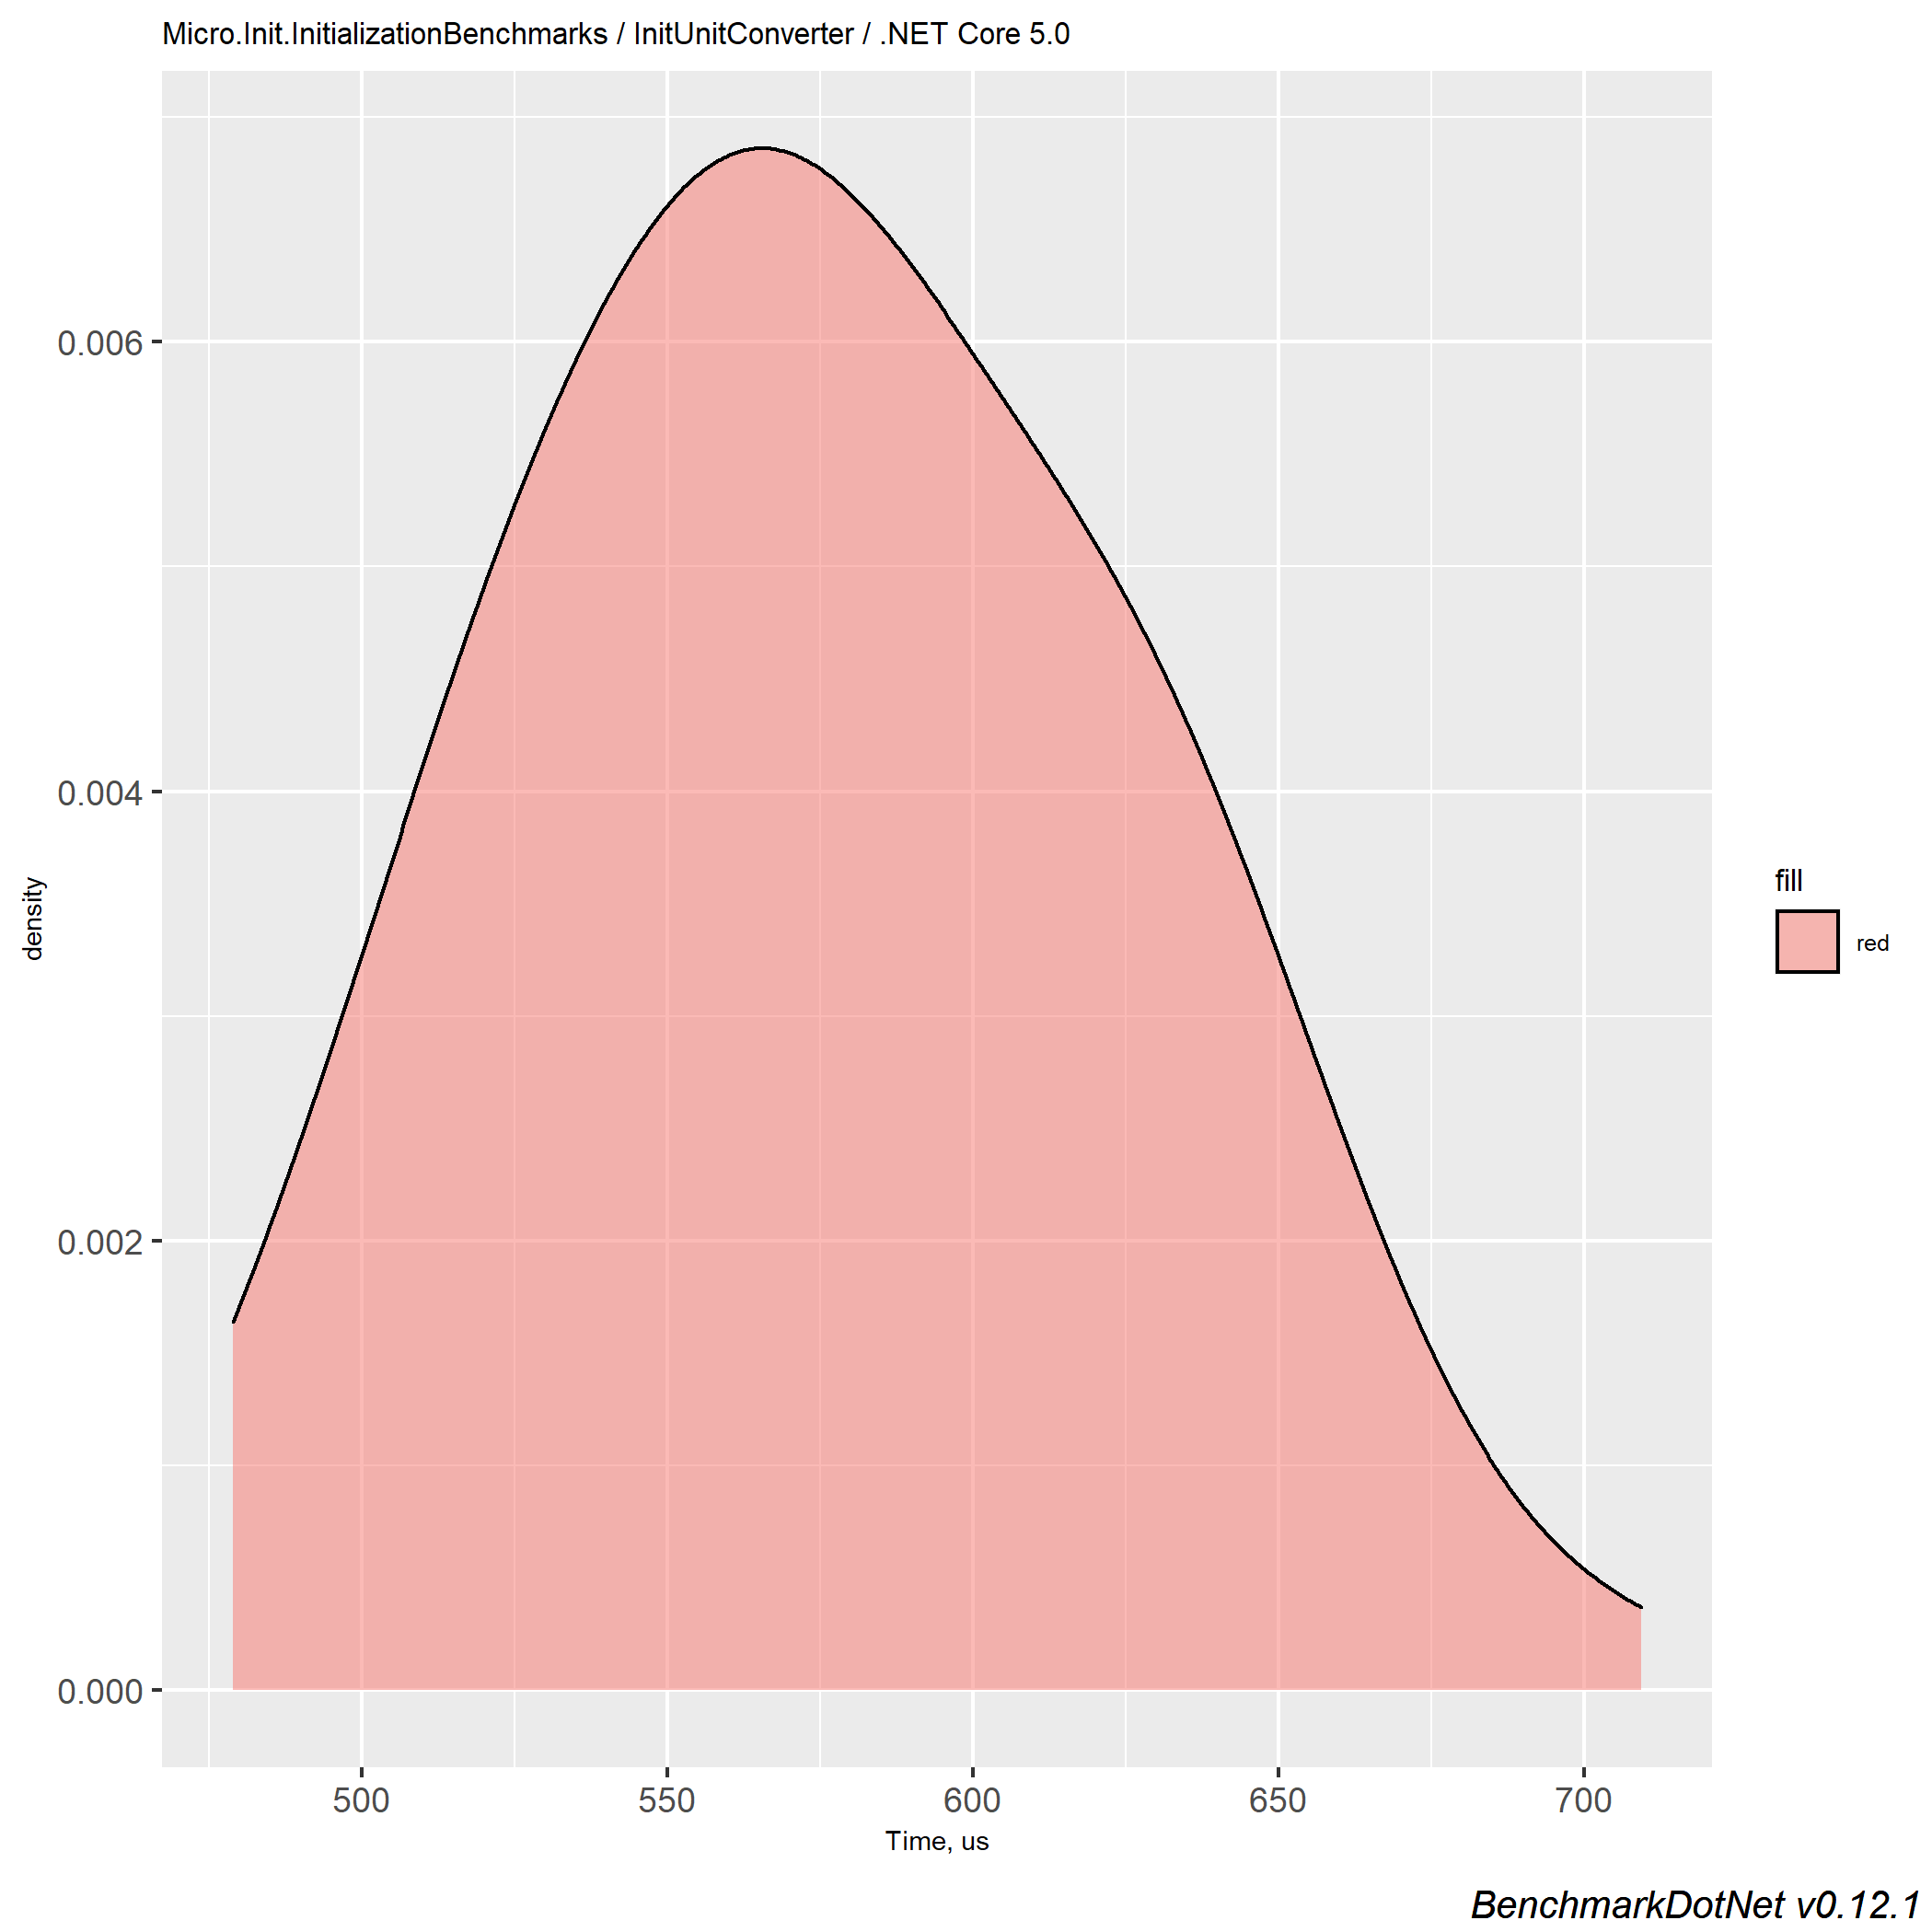 Micro.Init.InitializationBenchmarks / InitUnitConverter / .NET Core 5.0
0.006
0.004
0.002
0.000
density
500 550 600 650 700
Time, us
fill
red
BenchmarkDotNet v0.12.1